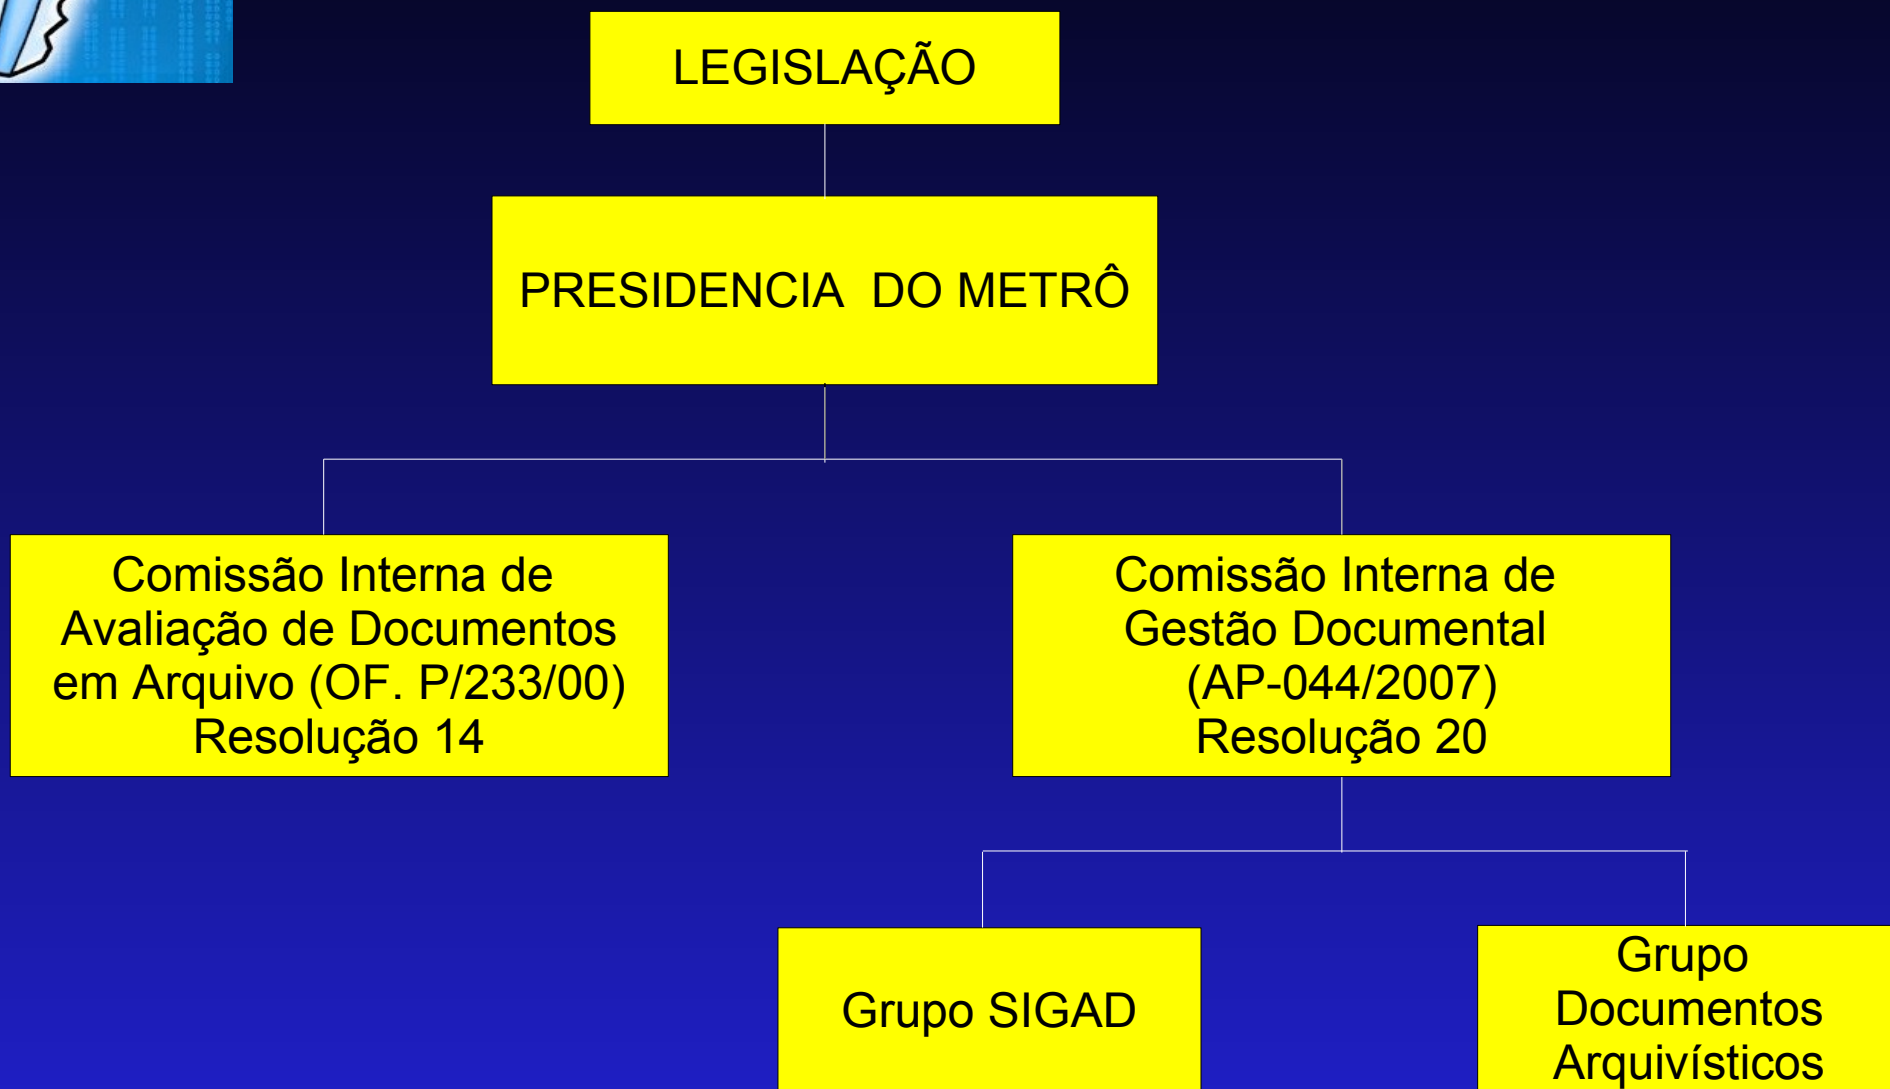 LEGISLAÇÃO
PRESIDENCIA DO METRÔ
Comissão Interna de
Avaliação de Documentos
em Arquivo (OF. P/233/00)
Resolução 14
Comissão Interna de
Gestão Documental
(AP-044/2007)
Resolução 20
Grupo SIGAD
Grupo
Documentos
Arquivísticos